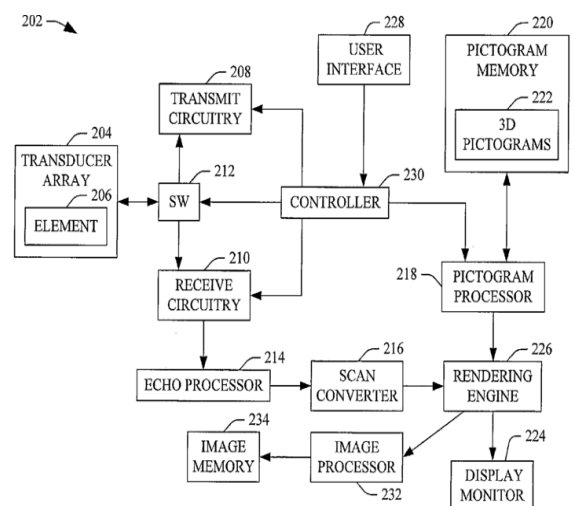 202
228
USER
INTERFACE
220
PICTOGRAM
MEMORY
222
3D
PICTOGRAMS
208
TRANSMIT
CIRCUITRY
204
TRANSDUCER
ARRAY
206
ELEMENT
212
SW
230
CONTROLLER
210
RECEIVE
CIRCUITRY
218
PICTOGRAM
PROCESSOR
214
ECHO PROCESSOR
216
SCAN
CONVERTER
226
RENDERING
ENGINE
234
IMAGE
MEMORY
IMAGE
PROCESSOR
232
224
DISPLAY
MONITOR